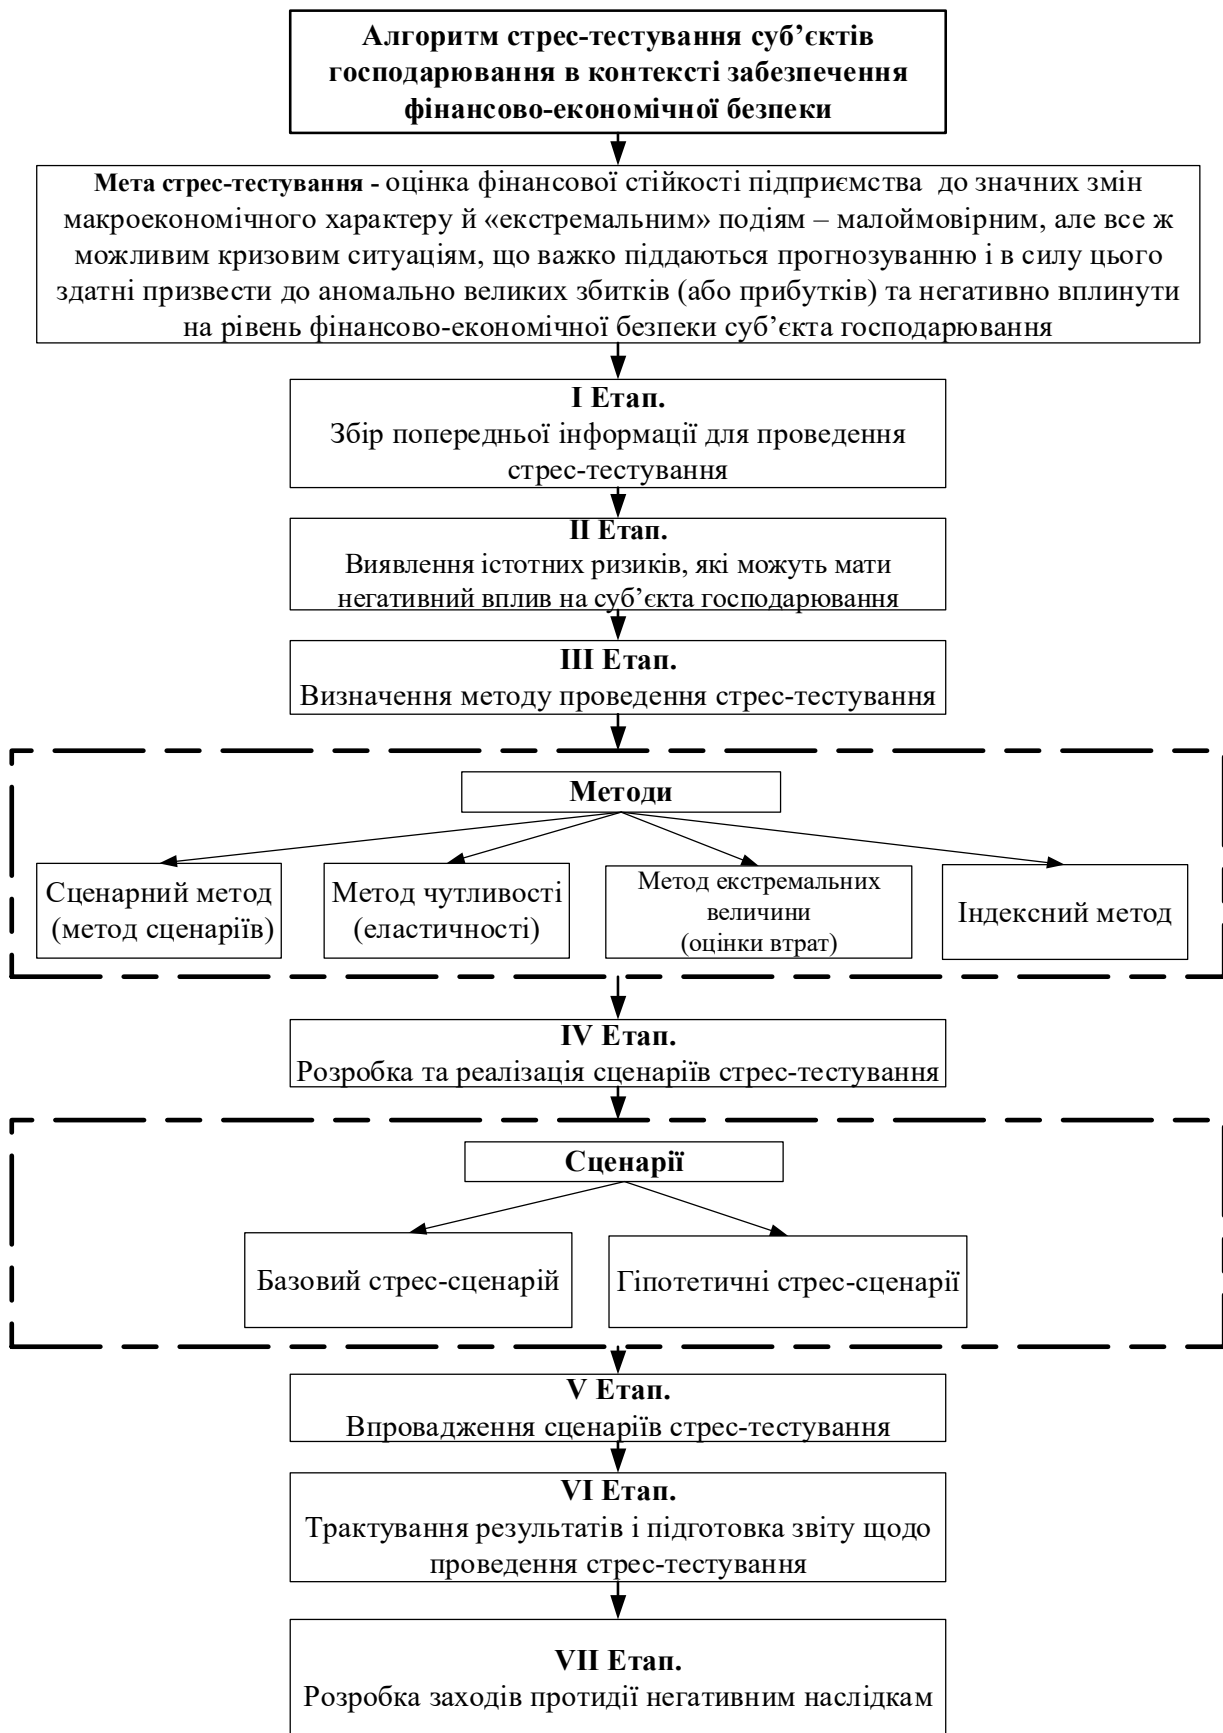 Алгоритм стрес-тестування суб’єктів
господарювання в контексті забезпечення
фінансово-економічної безпеки
Мета стрес-тестування - оцінка фінансової стійкості підприємства до значних змін
макроекономічного характеру й «екстремальним» подіям – малоймовірним, але все ж
можливим кризовим ситуаціям, що важко піддаються прогнозуванню і в силу цього
здатні призвести до аномально великих збитків (або прибутків) та негативно вплинути
на рівень фінансово-економічної безпеки суб’єкта господарювання
I Етап.
Збір попередньої інформації для проведення
стрес-тестування
II Етап.
Виявлення істотних ризиків, які можуть мати
негативний вплив на суб’єкта господарювання
III Етап.
Визначення методу проведення стрес-тестування
Методи
Сценарний метод
(метод сценаріїв)
Метод чутливості
(еластичності)
Метод екстремальних
величини
(оцінки втрат)
Індексний метод
IV Етап.
Розробка та реалізація сценаріїв стрес-тестування
Сценарії
Базовий стрес-сценарій
Гіпотетичні стрес-сценарії
V Етап.
Впровадження сценаріїв стрес-тестування
VI Етап.
Трактування результатів і підготовка звіту щодо
проведення стрес-тестування
VII Етап.
Розробка заходів протидії негативним наслідкам